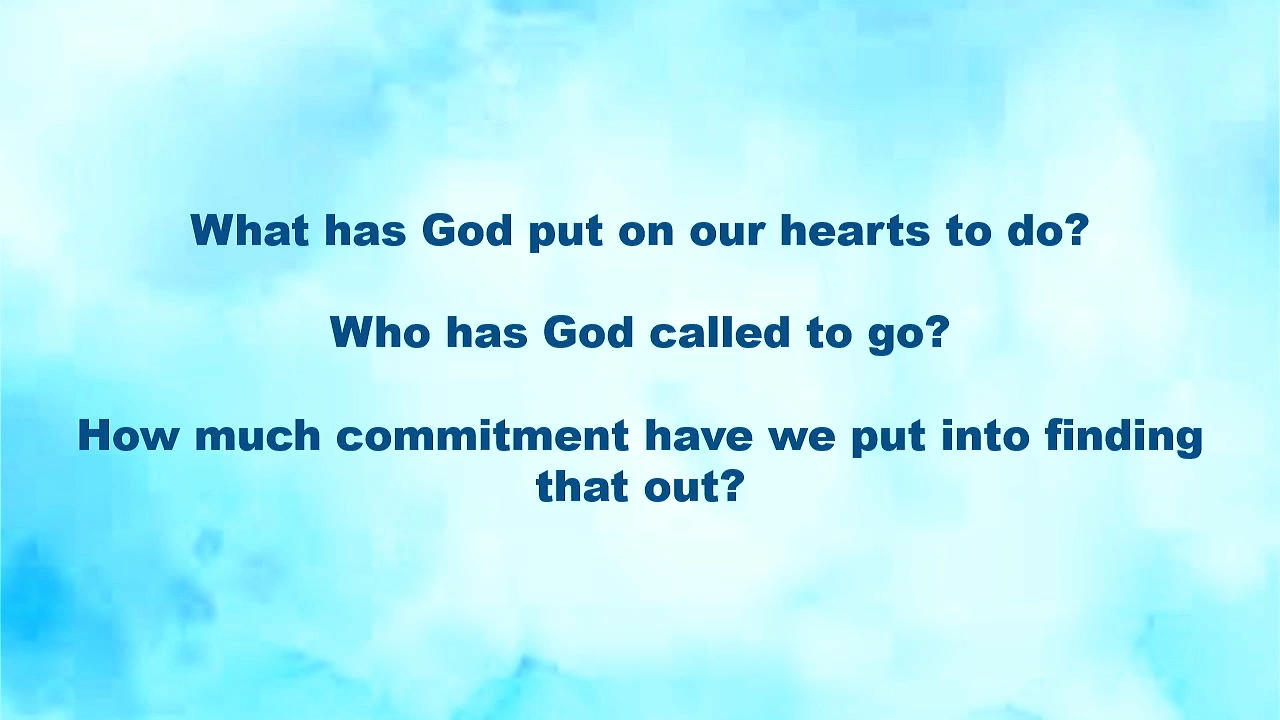 What has God put on our hearts to do?
Who has God called to go?
How much commitment have we put into finding
that out?